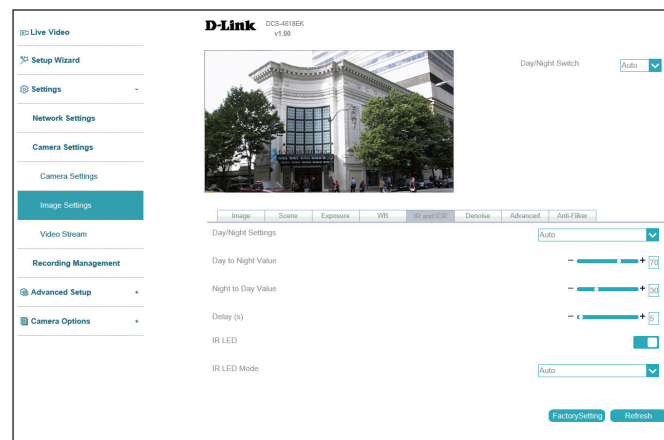 D-Link DCS-4618EK
v1.00
Live Video
Setup Wizard
Settings -
Network Settings
Camera Settings
Camera Settings
Image Settings
Video Stream
Recording Management
Advanced Setup +
Camera Options +
Day/Night Switch Auto
Image Scene Exposure WB IR and ICR Denoise Advanced Anti-Fliker
Day/Night Settings Auto
Day to Night Value - + 70
Night to Day Value - + 30
Delay (s) - + 5
IR LED
IR LED Mode Auto
FactorySetting Refresh